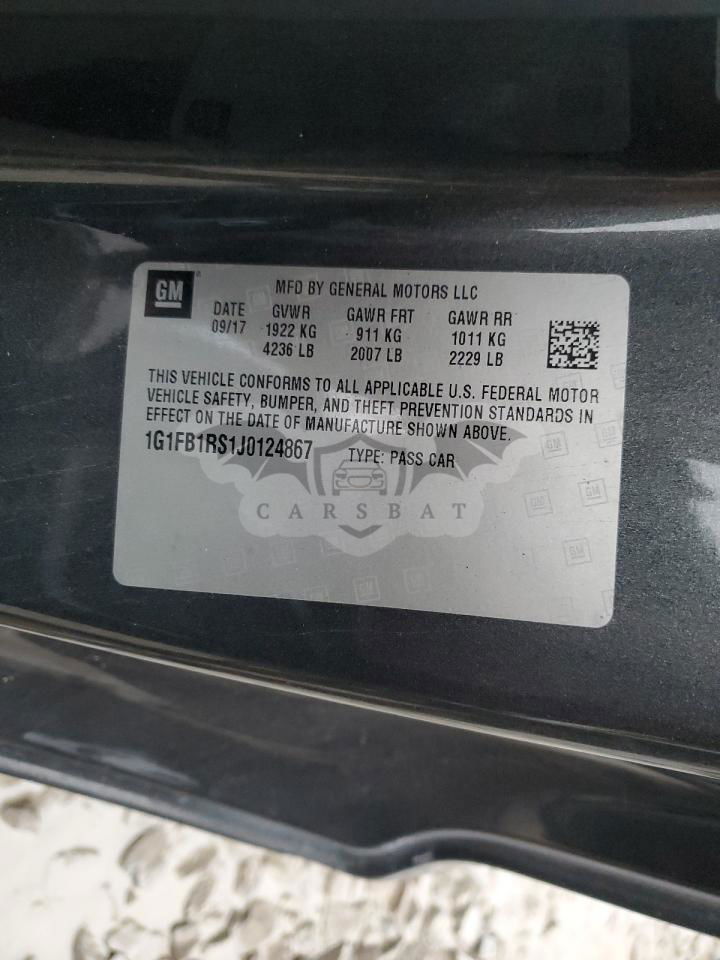 GM ®
MFD BY GENERAL MOTORS LLC
DATE GVWR GAWR FRT GAWR RR
09/17 1922 KG 911 KG 1011 KG
4236 LB 2007 LB 2229 LB
THIS VEHICLE CONFORMS TO ALL APPLICABLE U.S. FEDERAL MOTOR
VEHICLE SAFETY, BUMPER, AND THEFT PREVENTION STANDARDS IN
EFFECT ON THE DATE OF MANUFACTURE SHOWN ABOVE.
1G1FB1RS1J0124867 TYPE: PASS CAR
CARSBAT